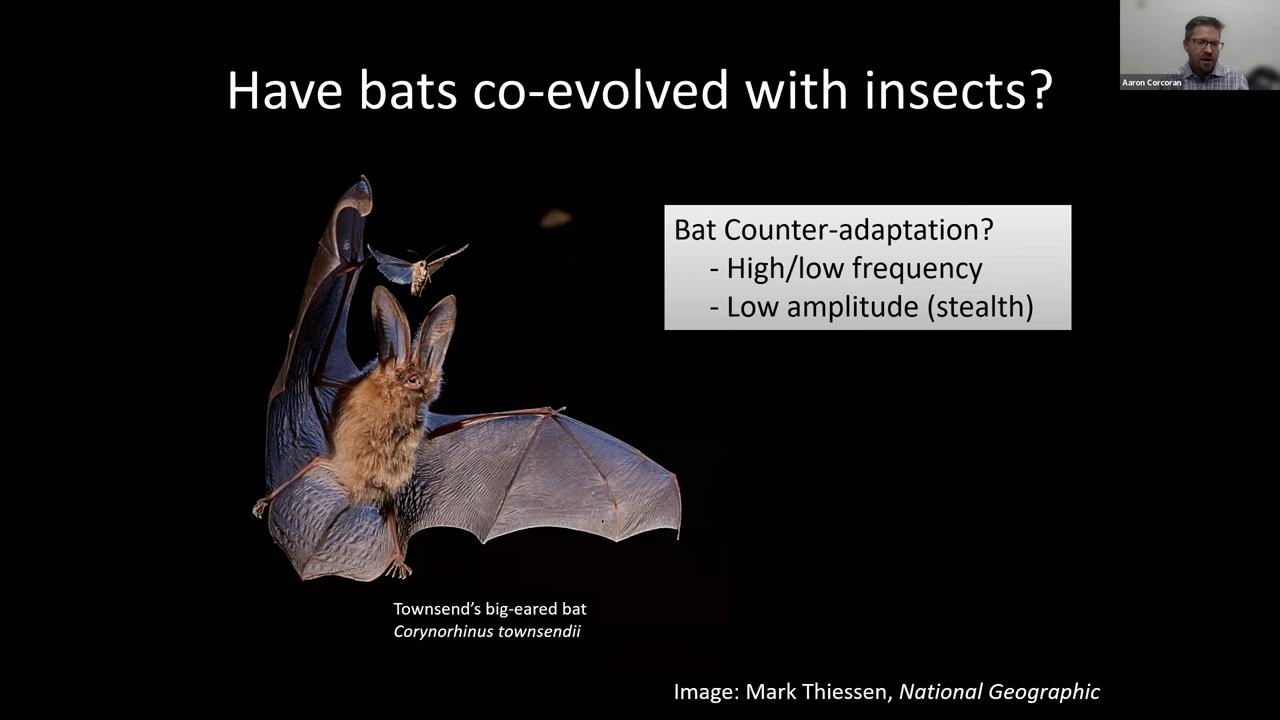 Have bats co-evolved with insects?
Aaron Corcoran
Bat Counter-adaptation?
- High/low frequency
- Low amplitude (stealth)
Townsend's big-eared bat
Corynorhinus townsendii
Image: Mark Thiessen, National Geographic